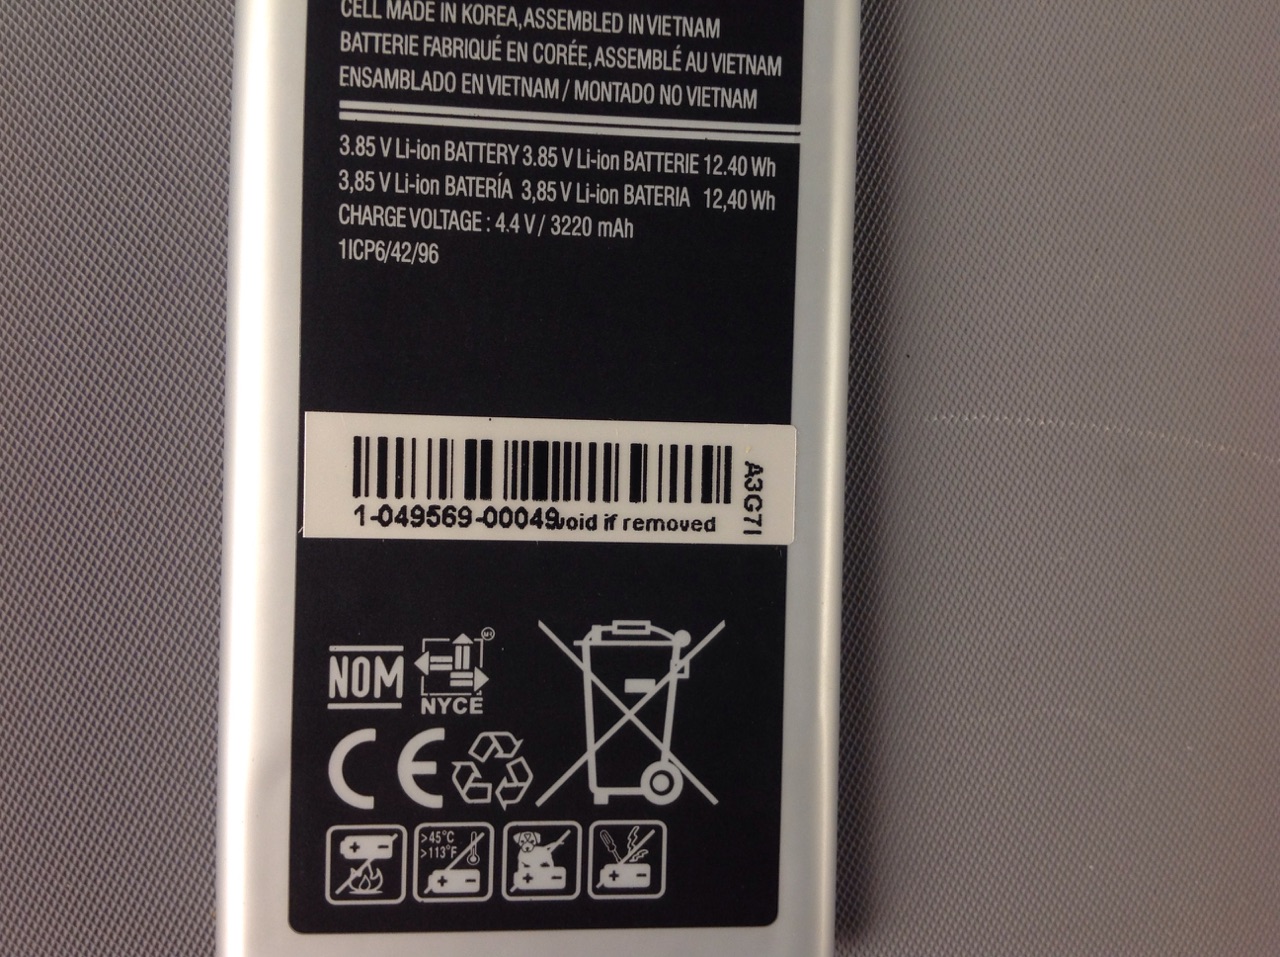 CELL MADE IN KOREA, ASSEMBLED IN VIETNAM
BATTERIE FABRIQUÉ EN CORÉE, ASSEMBLÉ AU VIETNAM
ENSAMBLADO EN VIETNAM / MONTADO NO VIETNAM
3.85 V Li-ion BATTERY 3.85 V Li-ion BATTERIE 12.40 Wh
3,85 V Li-ion BATERÍA 3,85 V Li-ion BATERIA 12,40 Wh
CHARGE VOLTAGE : 4.4 V / 3220 mAh
1ICP6/42/96
1-049569-00049 void if removed
A3G7I
NOM
NYCE
CE
>45°C
>113°F